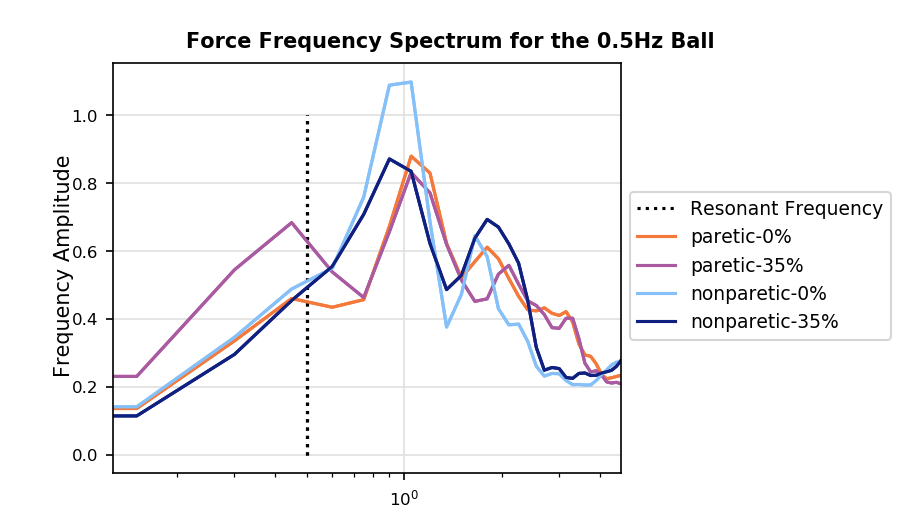 Force Frequency Spectrum for the 0.5Hz Ball
Frequency Amplitude
1.0
0.8
0.6
0.4
0.2
0.0
10⁰
Resonant Frequency
paretic-0%
paretic-35%
nonparetic-0%
nonparetic-35%